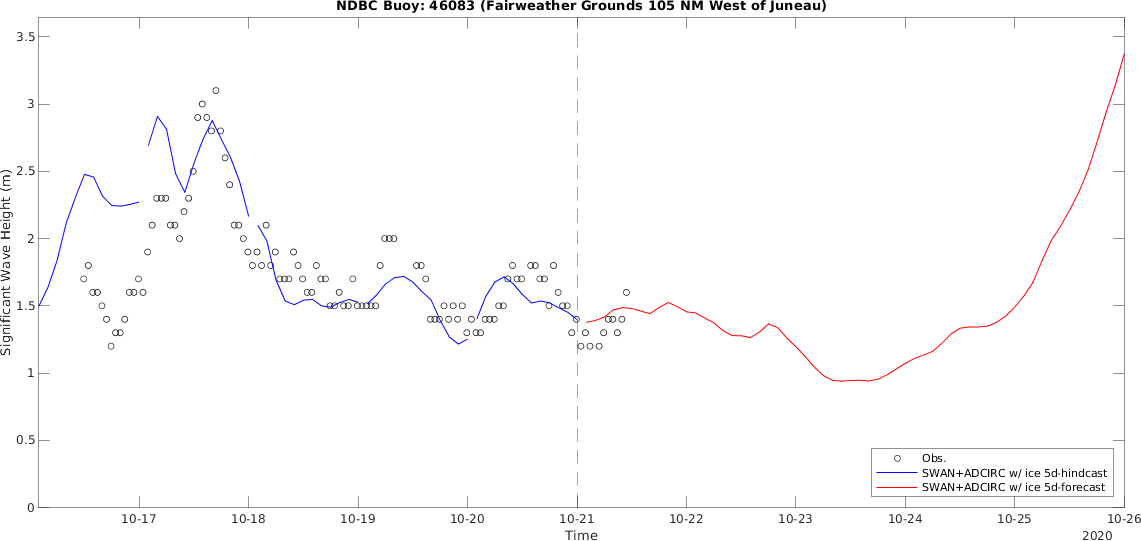 NDBC Buoy: 46083 (Fairweather Grounds 105 NM West of Juneau)
Significant Wave Height (m)
3.5
3
2.5
2
1.5
1
0.5
0
10-17 10-18 10-19 10-20 10-21 10-22 10-23 10-24 10-25 10-26
Time
2020
Obs.
SWAN+ADCIRC w/ ice 5d-hindcast
SWAN+ADCIRC w/ ice 5d-forecast